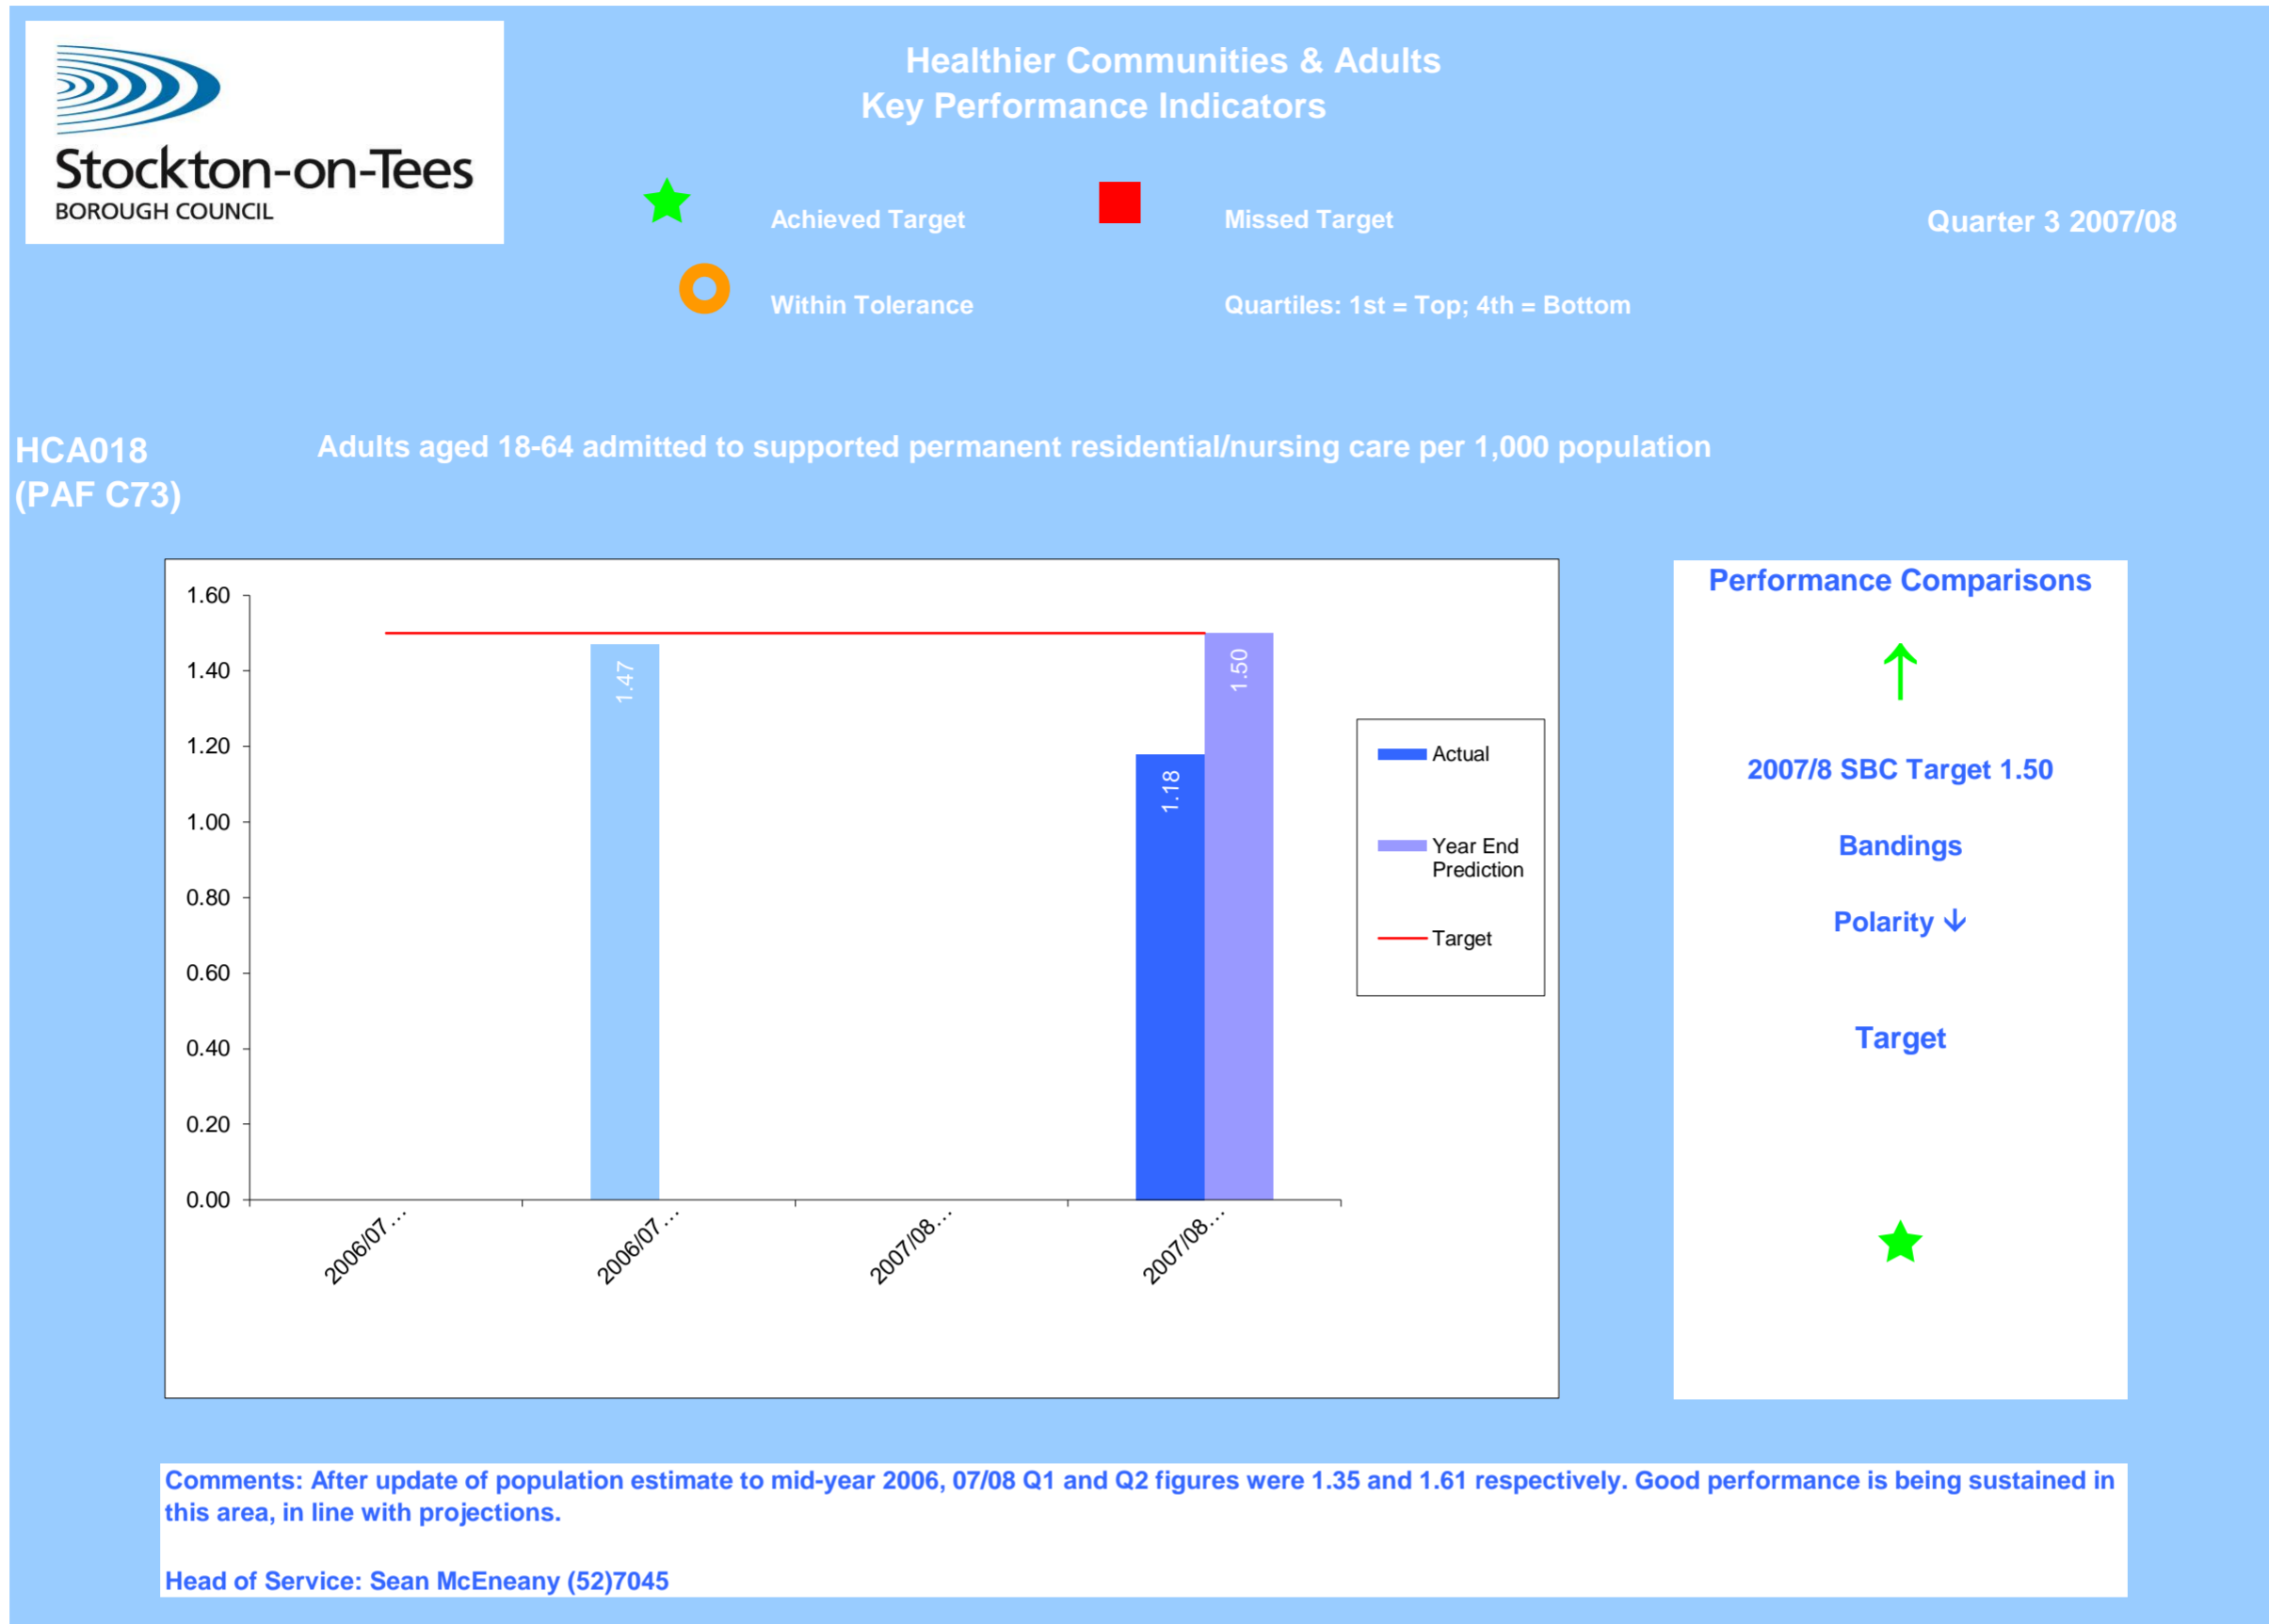 Stockton-on-Tees
BOROUGH COUNCIL
Healthier Communities & Adults
Key Performance Indicators
Achieved Target
Missed Target
Quarter 3 2007/08
Within Tolerance
Quartiles: 1st = Top; 4th = Bottom
HCA018
(PAF C73)
Adults aged 18-64 admitted to supported permanent residential/nursing care per 1,000 population
1.60
1.40
1.20
1.00
0.80
0.60
0.40
0.20
0.00
1.47
1.18
1.50
2006/07...
2006/07...
2007/08...
2007/08...
Actual
Year End
Prediction
Target
Performance Comparisons
↑
2007/8 SBC Target 1.50
Bandings
Polarity ↓
Target
Comments: After update of population estimate to mid-year 2006, 07/08 Q1 and Q2 figures were 1.35 and 1.61 respectively. Good performance is being sustained in
this area, in line with projections.
Head of Service: Sean McEneany (52)7045